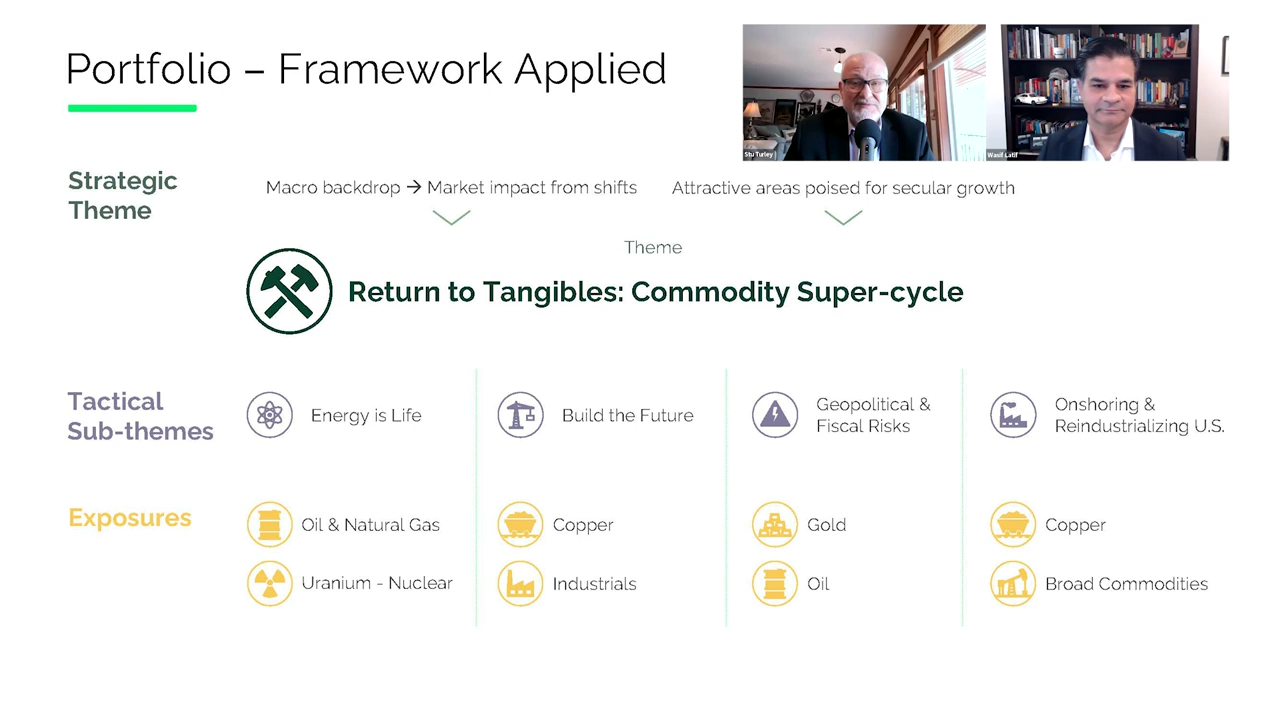 Portfolio – Framework Applied
Stu Turley
Wasif Latif
Strategic
Theme
Macro backdrop → Market impact from shifts
Attractive areas poised for secular growth
Theme
Return to Tangibles: Commodity Super-cycle
Tactical
Sub-themes
Energy is Life
Build the Future
Geopolitical &
Fiscal Risks
Onshoring &
Reindustrializing U.S.
Exposures
Oil & Natural Gas
Copper
Gold
Copper
Uranium - Nuclear
Industrials
Oil
Broad Commodities